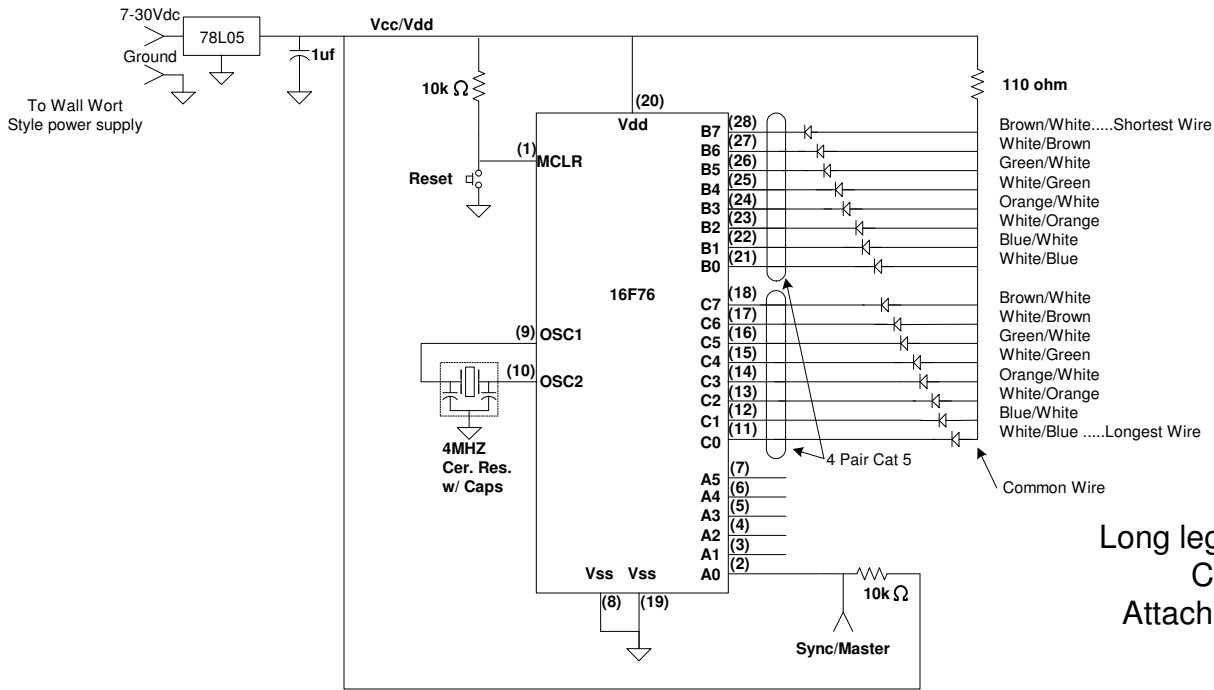 7-30Vdc
78L05
Vcc/Vdd
Ground
1uf
To Wall Wort
Style power supply
10k Ω
110 ohm
(20)
Vdd
(1)
MCLR
Reset
16F76
(9)
OSC1
(10)
OSC2
4MHZ
Cer. Res.
w/ Caps
B7 (28)
B6 (27)
B5 (26)
B4 (25)
B3 (24)
B2 (23)
B1 (22)
B0 (21)
C7 (18)
C6 (17)
C5 (16)
C4 (15)
C3 (14)
C2 (13)
C1 (12)
C0 (11)
A5 (7)
A4 (6)
A3 (5)
A2 (4)
A1 (3)
A0 (2)
Brown/White.....Shortest Wire
White/Brown
Green/White
White/Green
Orange/White
White/Orange
Blue/White
White/Blue
Brown/White
White/Brown
Green/White
White/Green
Orange/White
White/Orange
Blue/White
White/Blue .....Longest Wire
4 Pair Cat 5
Common Wire
Long leg
C
Attach
Vss Vss
(8) (19)
10k Ω
Sync/Master